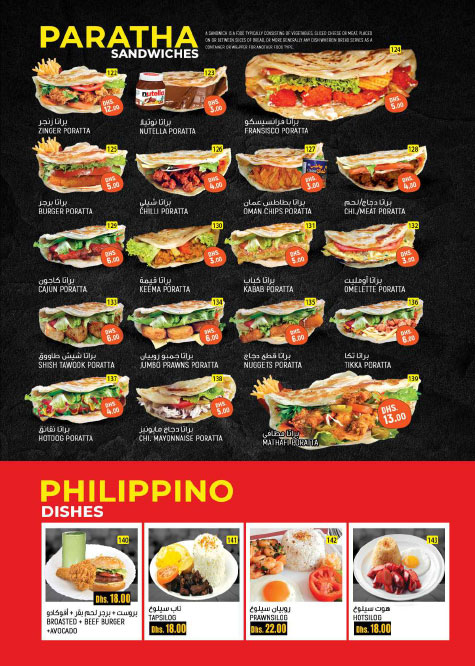 PARATHA
SANDWICHES
A SANDWICH IS A FOOD TYPICALLY CONSISTING OF VEGETABLES, SLICED CHEESE OR MEAT, PLACED
ON OR BETWEEN SLICES OF BREAD, OR MORE GENERALLY ANY DISH WHEREIN BREAD SERVES AS A
CONTAINER OR WRAPPER FOR ANOTHER FOOD TYPE.
121
DHS. 12.00
براتا زنجر
ZINGER PORATTA
123
nutella
DHS. 3.00
براتا نوتيلا
NUTELLA PORATTA
124
DHS. 5.00
براتا فرانسيسكو
FRANSISCO PORATTA
125
DHS. 5.00
براتا برجر
BURGER PORATTA
126
DHS. 4.00
براتا شيلي
CHILLI PORATTA
127
DHS. 3.00
براتا بطاطس عمان
OMAN CHIPS PORATTA
128
DHS. 4.00
براتا دجاج/لحم
CHI./MEAT PORATTA
129
DHS. 6.00
براتا كاجون
CAJUN PORATTA
130
DHS. 3.00
براتا قيمة
KEEMA PORATTA
131
DHS. 6.00
براتا كباب
KABAB PORATTA
132
DHS. 3.00
براتا أومليت
OMELETTE PORATTA
133
DHS. 6.00
براتا شيش طاووق
SHISH TAWOOK PORATTA
134
DHS. 6.00
براتا جمبو روبيان
JUMBO PRAWNS PORATTA
135
DHS. 6.00
براتا قطع دجاج
NUGGETS PORATTA
136
DHS. 6.00
براتا تكا
TIKKA PORATTA
137
DHS. 4.00
براتا نقانق
HOTDOG PORATTA
138
DHS. 5.00
براتا دجاج مايونيز
CHI. MAYONNAISE PORATTA
139
DHS. 13.00
براتا مطافي
MATHAFI PORATTA
PHILIPPINO
DISHES
140
Dhs. 18.00
بروست + برجر لحم بقر + أفوكادو
BROASTED + BEEF BURGER
+AVOCADO
141
تاب سيلوغ
TAPSILOG
Dhs. 18.00
142
روبيان سيلوغ
PRAWNSILOG
Dhs. 22.00
143
هوت سيلوغ
HOTSILOG
Dhs. 18.00